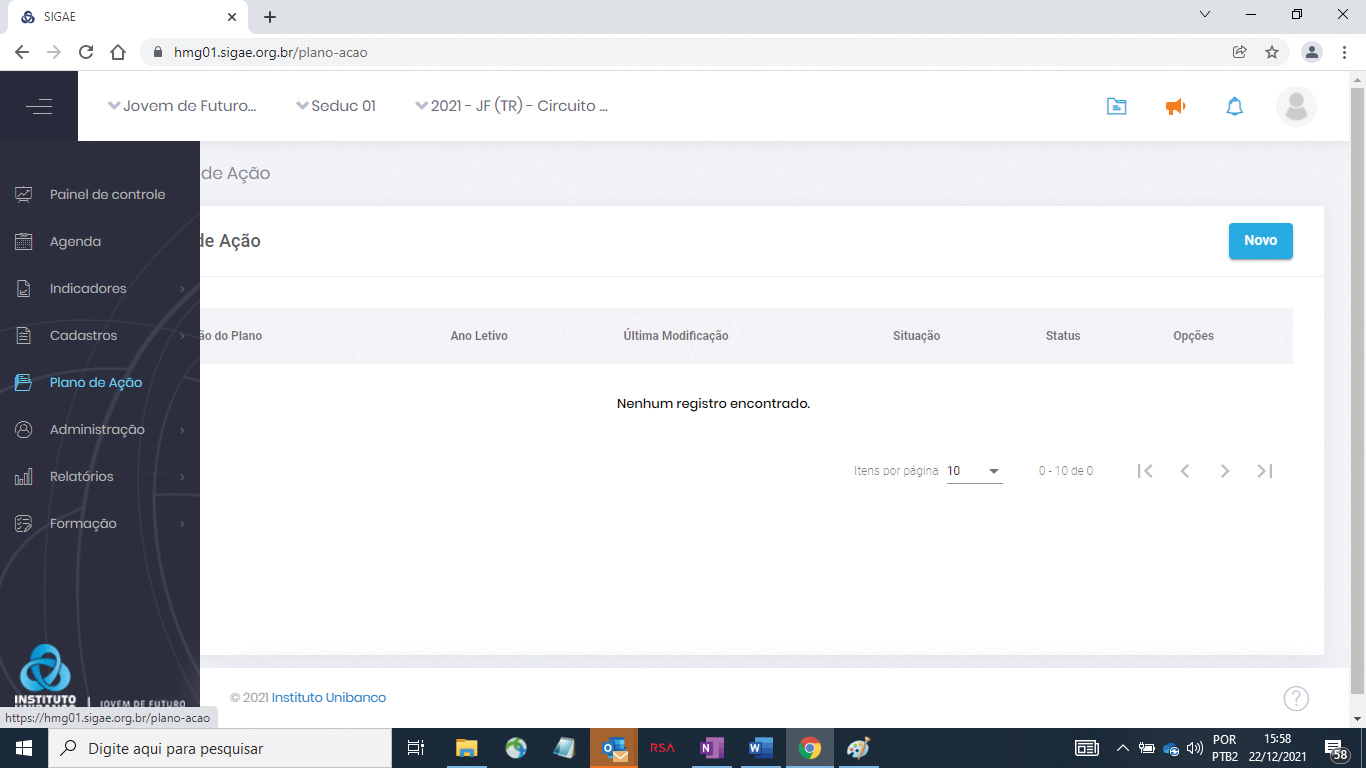 SIGAE
hmg01.sigae.org.br/plano-acao
Jovem de Futuro... Seduc 01 2021 - JF (TR) - Circuito ...
de Ação
Painel de controle
Agenda
Indicadores
Cadastros
Plano de Ação
Administração
Relatórios
Formação
de Ação
Novo
ão do Plano Ano Letivo Última Modificação Situação Status Opções
Nenhum registro encontrado.
Itens por página 10 0 - 10 de 0
INSTITUTO
JOVEM DE FUTURO
© 2021 Instituto Unibanco
?
https://hmg01.sigae.org.br/plano-acao
Digite aqui para pesquisar
RSA
POR
PTB2
15:58
22/12/2021
58